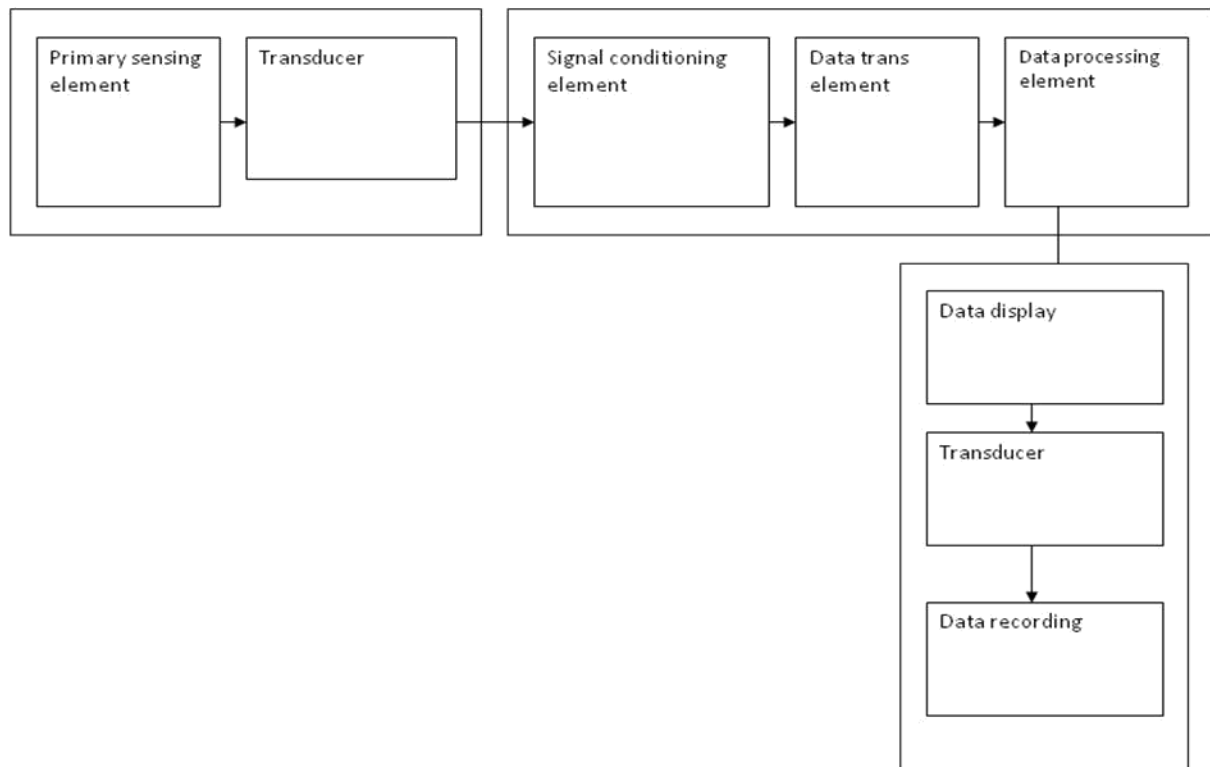 Primary sensing
element
Transducer
Signal conditioning
element
Data trans
element
Data processing
element
Data display
Transducer
Data recording